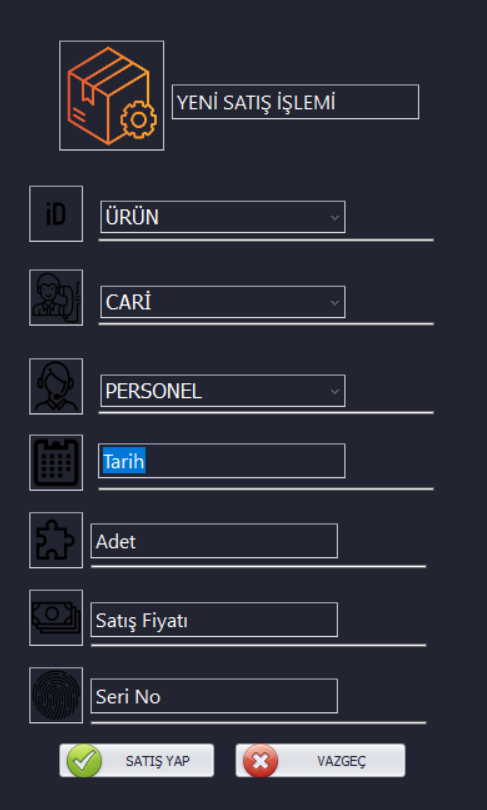 YENİ SATIŞ İŞLEMİ
iD
ÜRÜN
CARİ
PERSONEL
Tarih
Adet
Satış Fiyatı
Seri No
SATIŞ YAP
VAZGEÇ